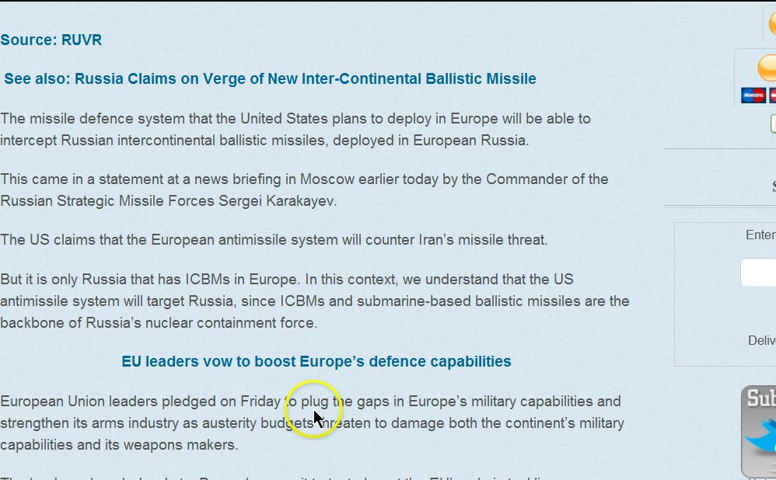 Source: RUVR
See also: Russia Claims on Verge of New Inter-Continental Ballistic Missile
The missile defence system that the United States plans to deploy in Europe will be able to
intercept Russian intercontinental ballistic missiles, deployed in European Russia.
This came in a statement at a news briefing in Moscow earlier today by the Commander of the
Russian Strategic Missile Forces Sergei Karakayev.
The US claims that the European antimissile system will counter Iran's missile threat.
But it is only Russia that has ICBMs in Europe. In this context, we understand that the US
antimissile system will target Russia, since ICBMs and submarine-based ballistic missiles are the
backbone of Russia's nuclear containment force.
EU leaders vow to boost Europe's defence capabilities
European Union leaders pledged on Friday to plug the gaps in Europe's military capabilities and
strengthen its arms industry as austerity budgets threaten to damage both the continent's military
capabilities and its weapons makers.
Maestro
Enter
Deliv
Sub